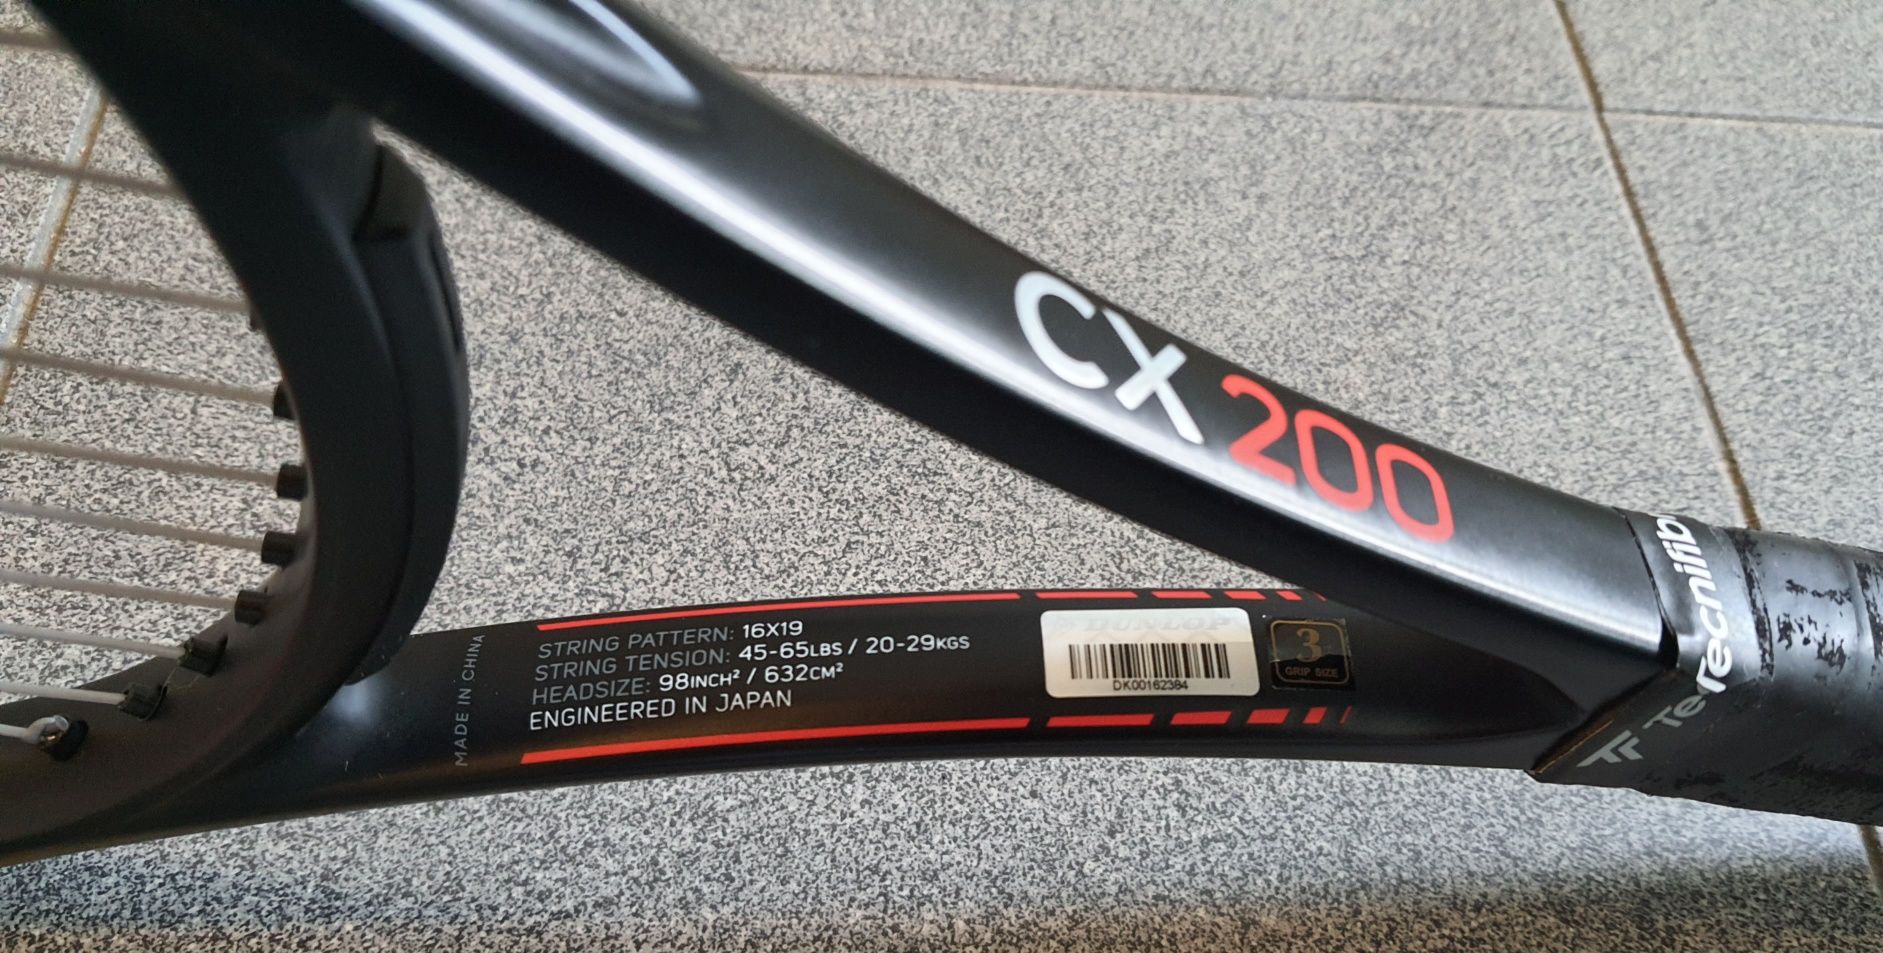 CX 200
STRING PATTERN: 16X19
STRING TENSION: 45-65LBS / 20-29KGS
HEADSIZE: 98INCH² / 632CM²
ENGINEERED IN JAPAN
MADE IN CHINA
DUNLOP
DK00162384
3
GRIP SIZE
Tecnifib
Te